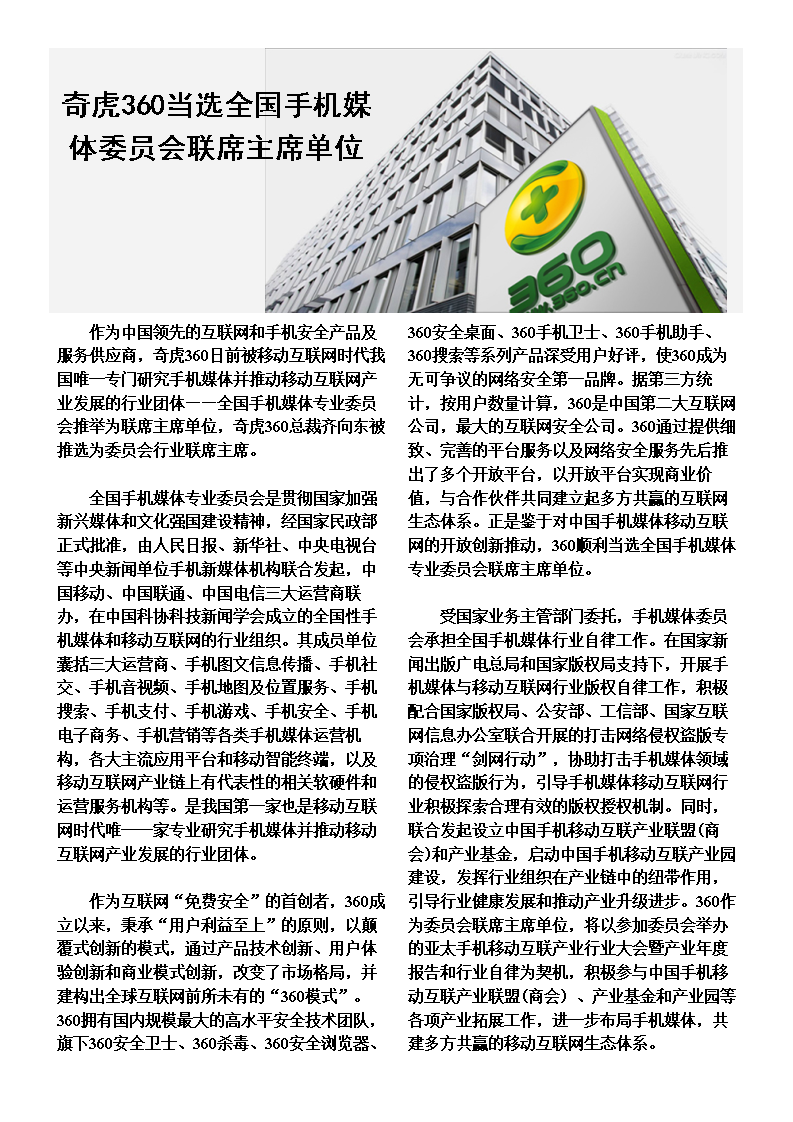 奇虎360当选全国手机媒
体委员会联席主席单位
360
www.360.cn
作为中国领先的互联网和手机安全产品及
服务供应商，奇虎360日前被移动互联网时代我
国唯一专门研究手机媒体并推动移动互联网产
业发展的行业团体——全国手机媒体专业委员
会推举为联席主席单位，奇虎360总裁齐向东被
推选为委员会行业联席主席。
全国手机媒体专业委员会是贯彻国家加强
新兴媒体和文化强国建设精神，经国家民政部
正式批准，由人民日报、新华社、中央电视台
等中央新闻单位手机新媒体机构联合发起，中
国移动、中国联通、中国电信三大运营商联
办，在中国科协科技新闻学会成立的全国性手
机媒体和移动互联网的行业组织。其成员单位
囊括三大运营商、手机图文信息传播、手机社
交、手机音视频、手机地图及位置服务、手机
搜索、手机支付、手机游戏、手机安全、手机
电子商务、手机营销等各类手机媒体运营机
构，各大主流应用平台和移动智能终端，以及
移动互联网产业链上有代表性的相关软硬件和
运营服务机构等。是我国第一家也是移动互联
网时代唯一一家专业研究手机媒体并推动移动
互联网产业发展的行业团体。
作为互联网“免费安全”的首创者，360成
立以来，秉承“用户利益至上”的原则，以颠
覆式创新的模式，通过产品技术创新、用户体
验创新和商业模式创新，改变了市场格局，并
建构出全球互联网前所未有的“360模式”。
360拥有国内规模最大的高水平安全技术团队，
旗下360安全卫士、360杀毒、360安全浏览器、
360安全桌面、360手机卫士、360手机助手、
360搜索等系列产品深受用户好评，使360成为
无可争议的网络安全第一品牌。据第三方统
计，按用户数量计算，360是中国第二大互联网
公司，最大的互联网安全公司。360通过提供细
致、完善的平台服务以及网络安全服务先后推
出了多个开放平台，以开放平台实现商业价
值，与合作伙伴共同建立起多方共赢的互联网
生态体系。正是鉴于对中国手机媒体移动互联
网的开放创新推动，360顺利当选全国手机媒体
专业委员会联席主席单位。
受国家业务主管部门委托，手机媒体委员
会承担全国手机媒体行业自律工作。在国家新
闻出版广电总局和国家版权局支持下，开展手
机媒体与移动互联网行业版权自律工作，积极
配合国家版权局、公安部、工信部、国家互联
网信息办公室联合开展的打击网络侵权盗版专
项治理“剑网行动”，协助打击手机媒体领域
的侵权盗版行为，引导手机媒体移动互联网行
业积极探索合理有效的版权授权机制。同时，
联合发起设立中国手机移动互联产业联盟(商
会)和产业基金，启动中国手机移动互联产业园
建设，发挥行业组织在产业链中的纽带作用，
引导行业健康发展和推动产业升级进步。360作
为委员会联席主席单位，将以参加委员会举办
的亚太手机移动互联产业行业大会暨产业年度
报告和行业自律为契机，积极参与中国手机移
动互联产业联盟(商会）、产业基金和产业园等
各项产业拓展工作，进一步布局手机媒体，共
建多方共赢的移动互联网生态体系。